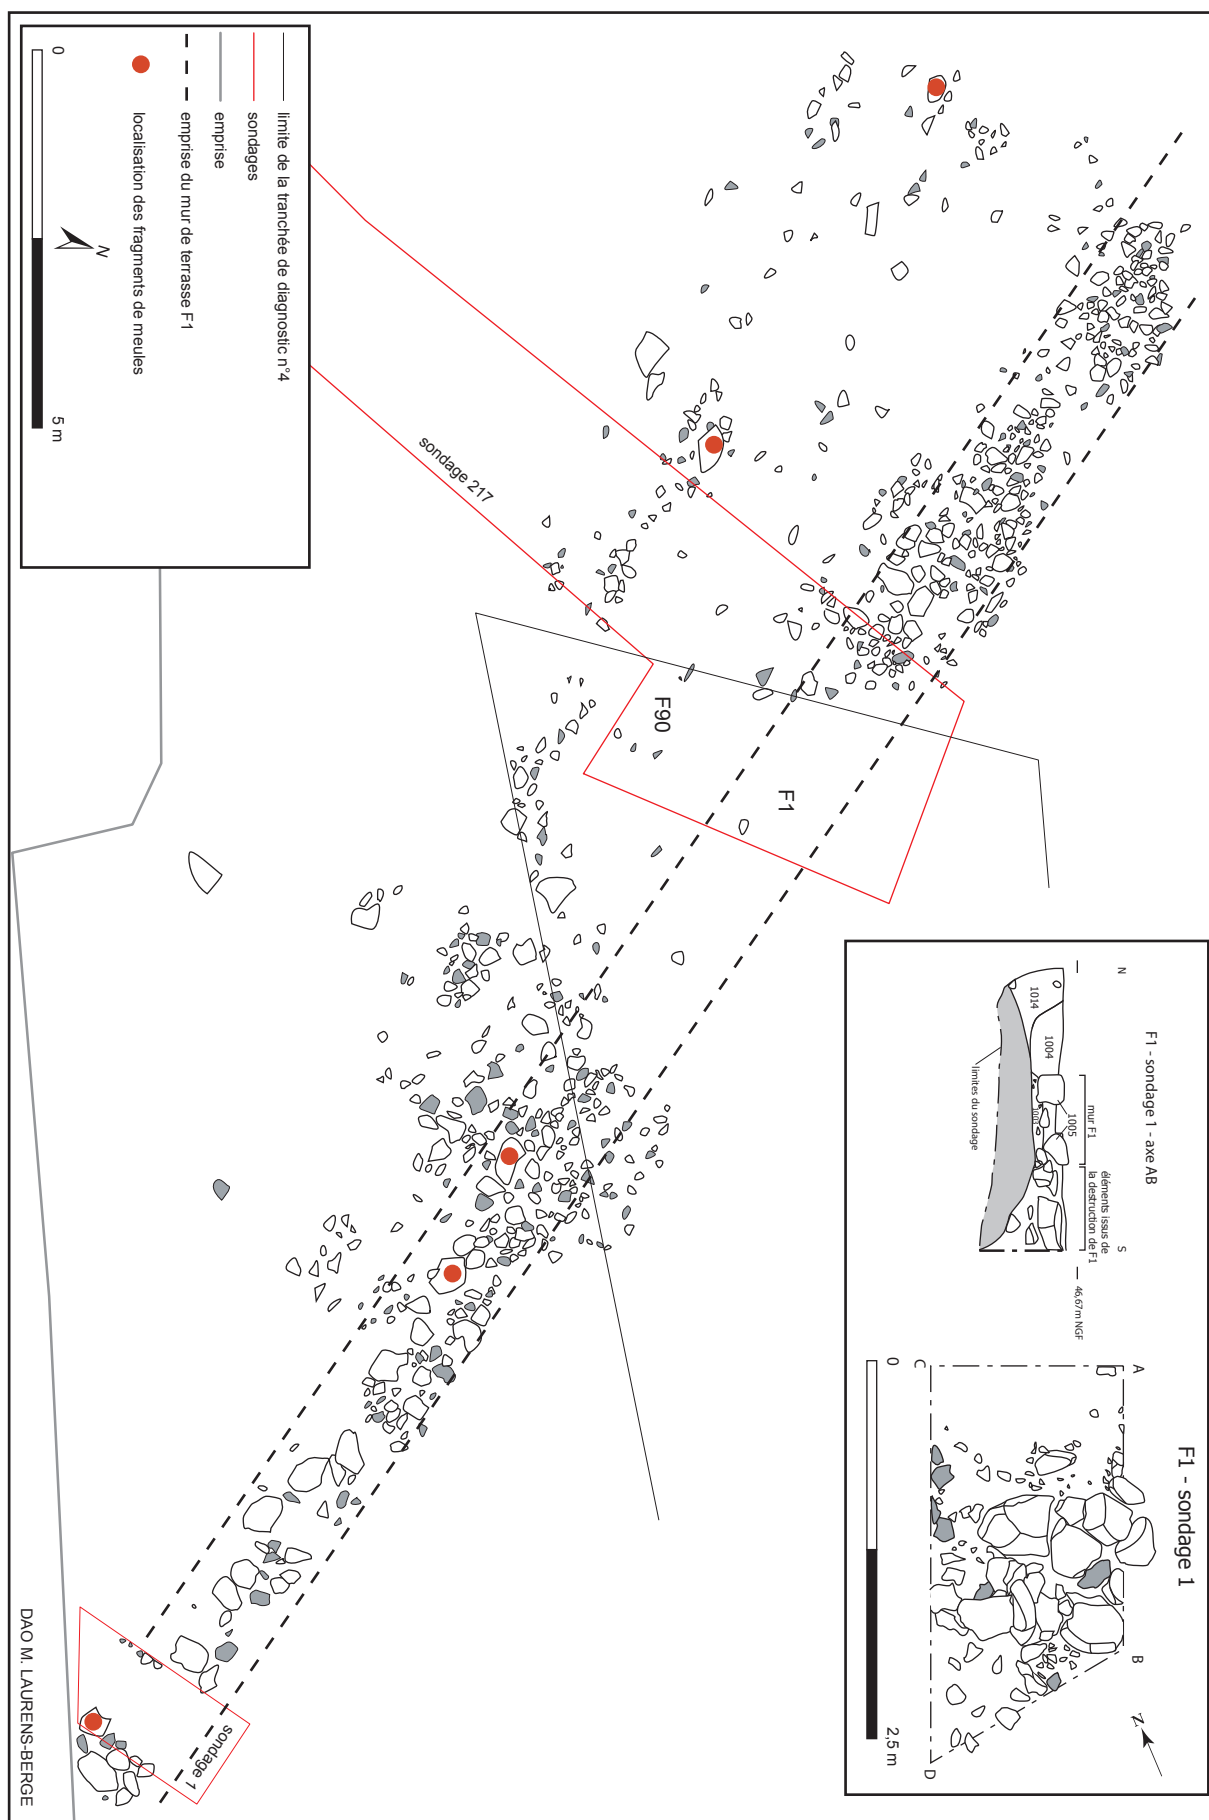 limite de la tranchée de diagnostic n°4
sondages
emprise
emprise du mur de terrasse F1
localisation des fragments de meules
0
5 m
N
sondage 217
F90
F1
sondage 1
F1 - sondage 1 - axe AB
N
S
46,67 m NGF
éléments issus de
la destruction de F1
mur F1
1005
1004
1014
limites du sondage
F1 - sondage 1
A
B
C
D
N
0
2,5 m
DAO M. LAURENS-BERGE